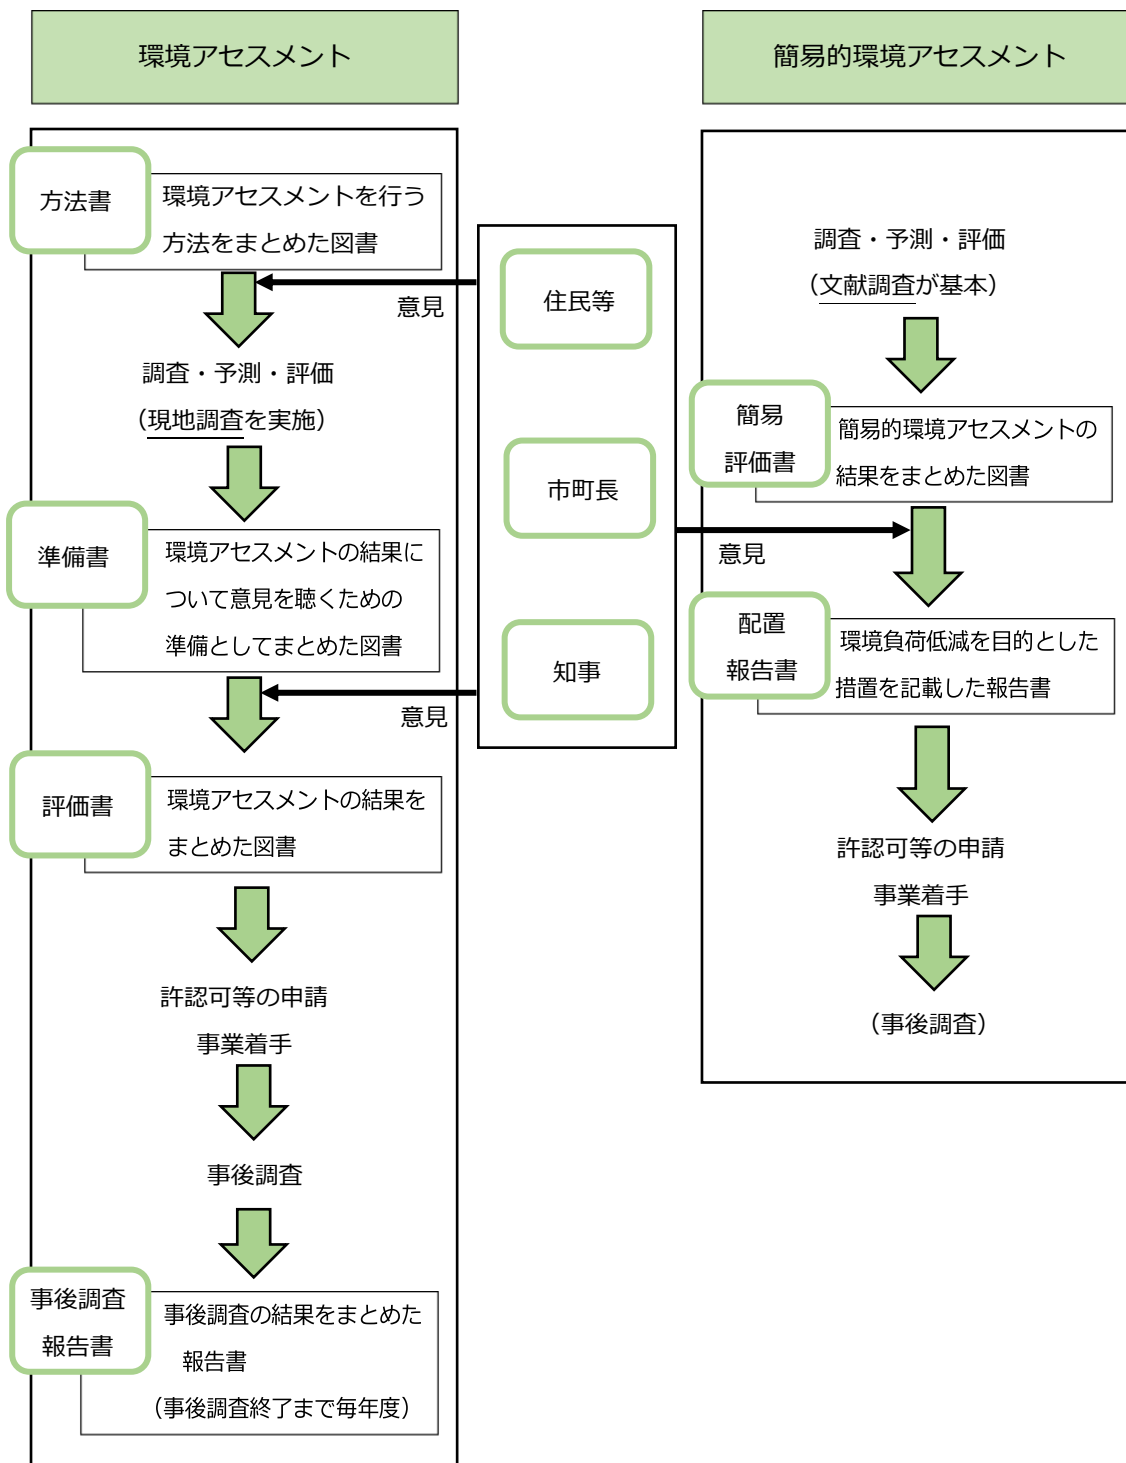 環境アセスメント
方法書
環境アセスメントを行う
方法をまとめた図書
意見
調査・予測・評価
（現地調査を実施）
準備書
環境アセスメントの結果に
ついて意見を聴くための
準備としてまとめた図書
意見
評価書
環境アセスメントの結果を
まとめた図書
許認可等の申請
事業着手
事後調査
事後調査
報告書
事後調査の結果をまとめた
報告書
（事後調査終了まで毎年度）
住民等
市町長
知事
簡易的環境アセスメント
調査・予測・評価
（文献調査が基本）
簡易
評価書
簡易的環境アセスメントの
結果をまとめた図書
意見
配置
報告書
環境負荷低減を目的とした
措置を記載した報告書
許認可等の申請
事業着手
（事後調査）